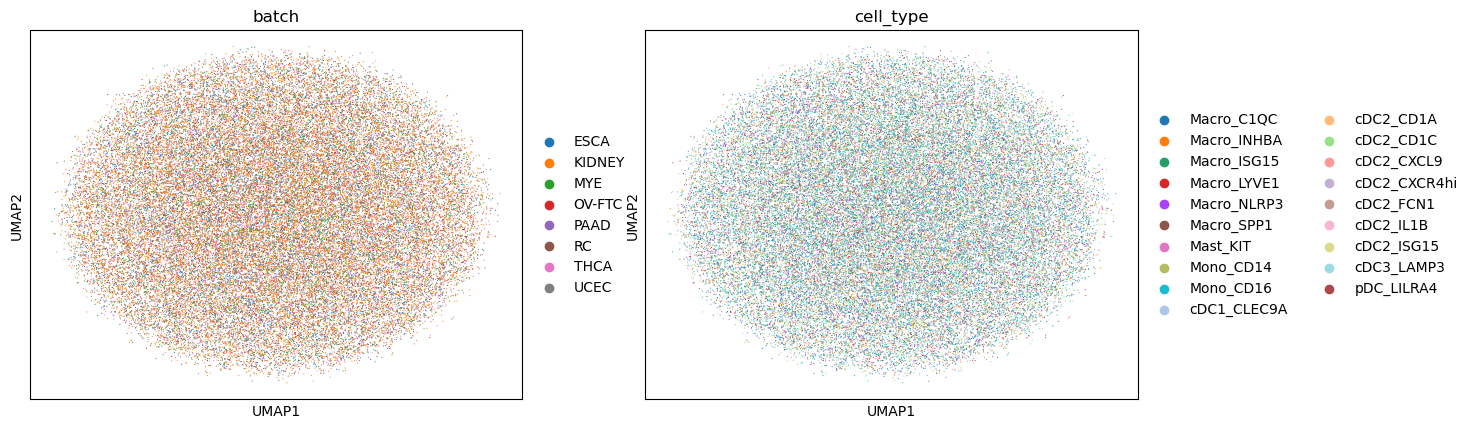 batch
UMAP2
UMAP1
ESCA
KIDNEY
MYE
OV-FTC
PAAD
RC
THCA
UCEC
cell_type
UMAP2
UMAP1
Macro_C1QC
Macro_INHBA
Macro_ISG15
Macro_LYVE1
Macro_NLRP3
Macro_SPP1
Mast_KIT
Mono_CD14
Mono_CD16
cDC1_CLEC9A
cDC2_CD1A
cDC2_CD1C
cDC2_CXCL9
cDC2_CXCR4hi
cDC2_FCN1
cDC2_IL1B
cDC2_ISG15
cDC3_LAMP3
pDC_LILRA4